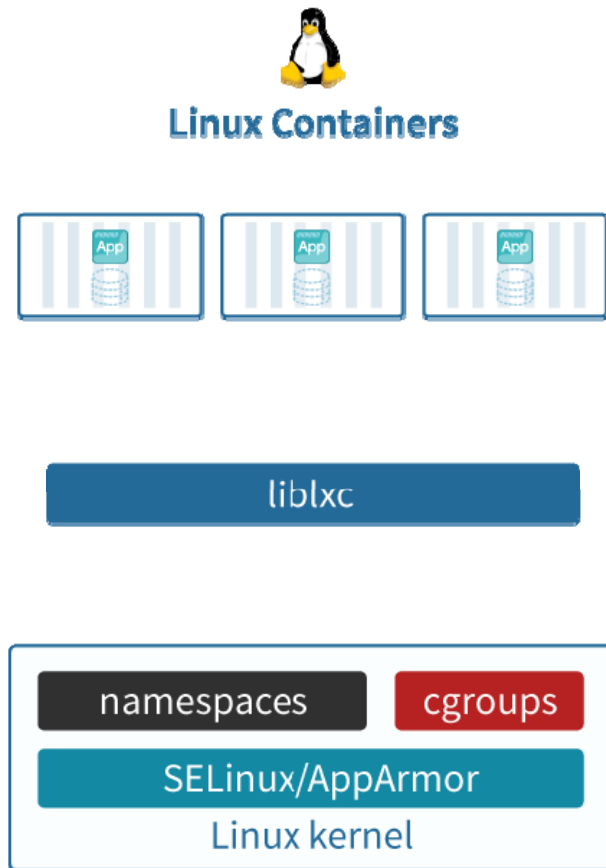 Linux Containers
App App App
liblxc
namespaces cgroups
SELinux/AppArmor
Linux kernel